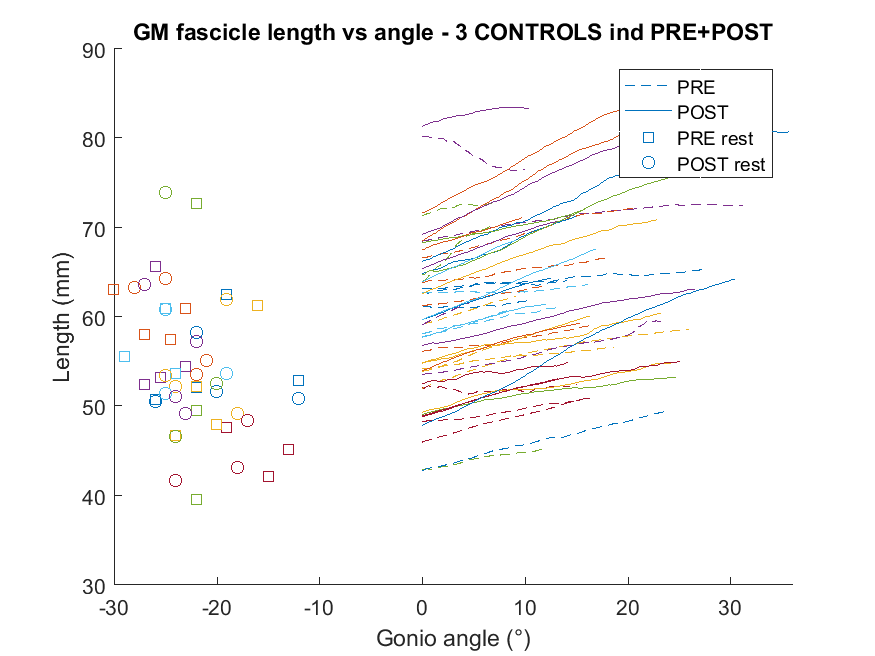 GM fascicle length vs angle - 3 CONTROLS ind PRE+POST
90
80
70
60
50
40
30
Length (mm)
PRE
POST
PRE rest
POST rest
-30
-20
-10
0
10
20
30
Gonio angle (°)